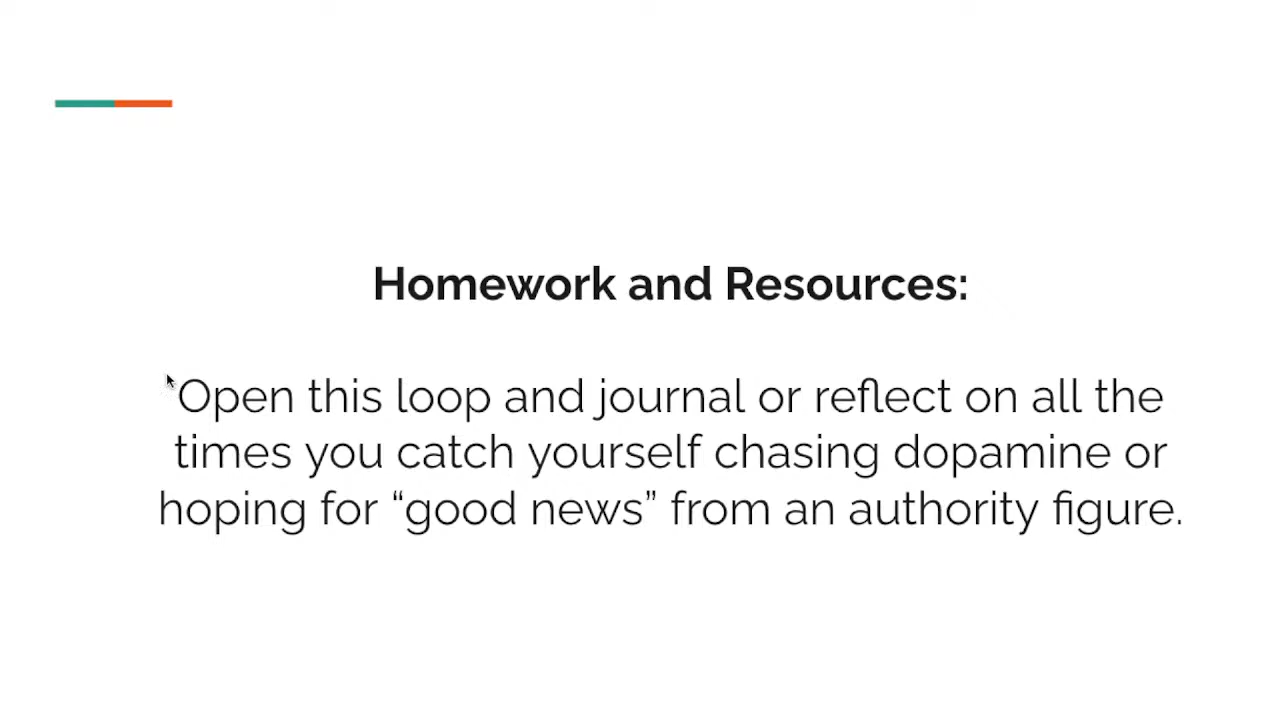 Homework and Resources:
*Open this loop and journal or reflect on all the
times you catch yourself chasing dopamine or
hoping for “good news” from an authority figure.